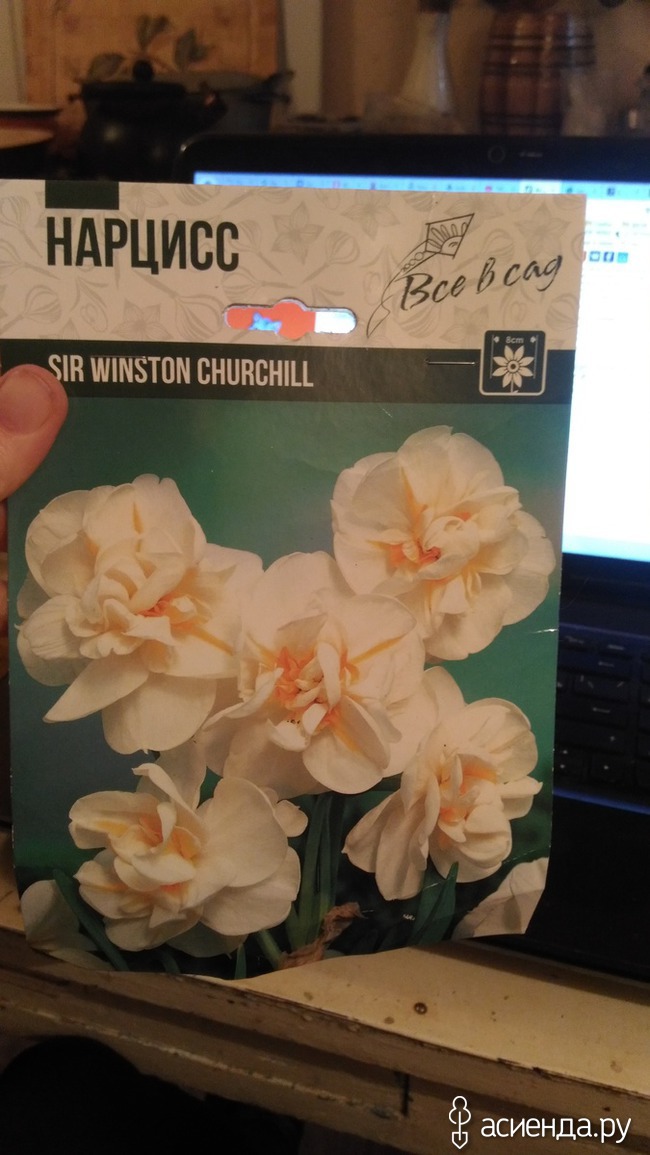 НАРЦИСС
Все в сад
8cm
SIR WINSTON CHURCHILL
асиенда.ру